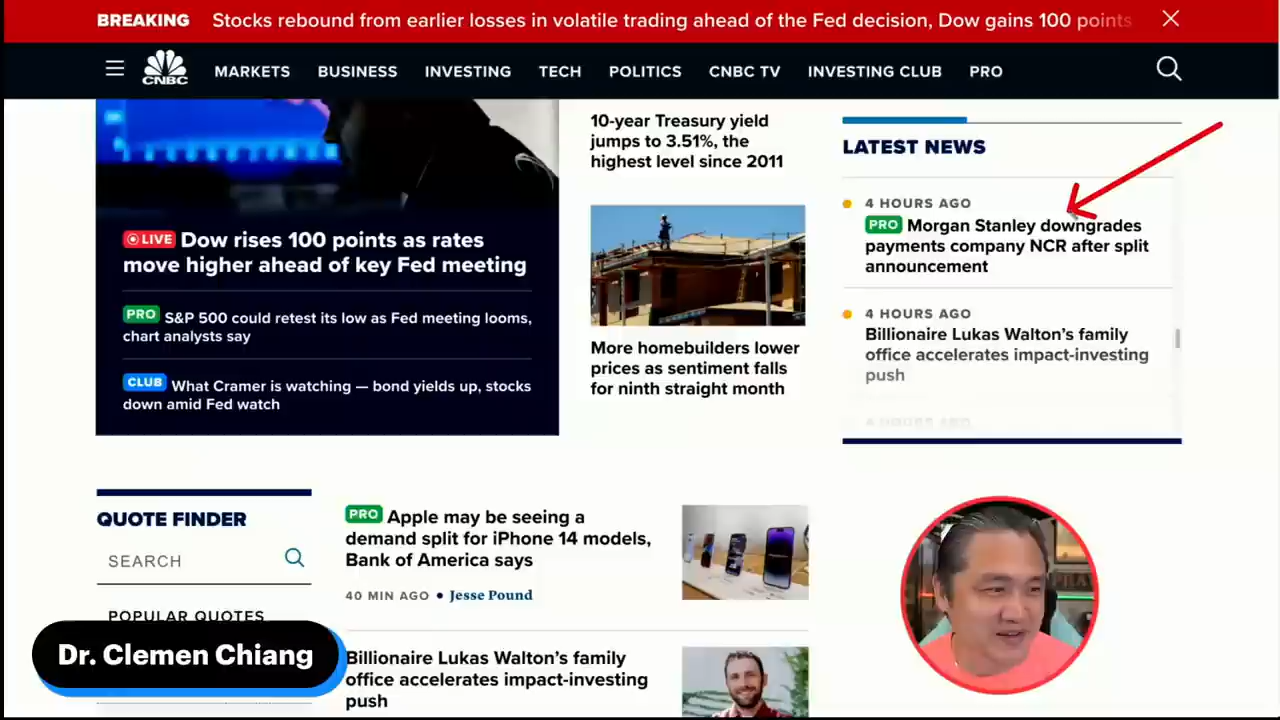 BREAKING Stocks rebound from earlier losses in volatile trading ahead of the Fed decision, Dow gains 100 points
CNBC
MARKETS BUSINESS INVESTING TECH POLITICS CNBC TV INVESTING CLUB PRO
LIVE Dow rises 100 points as rates
move higher ahead of key Fed meeting
PRO S&P 500 could retest its low as Fed meeting looms,
chart analysts say
CLUB What Cramer is watching — bond yields up, stocks
down amid Fed watch
10-year Treasury yield
jumps to 3.51%, the
highest level since 2011
More homebuilders lower
prices as sentiment falls
for ninth straight month
LATEST NEWS
4 HOURS AGO
PRO Morgan Stanley downgrades
payments company NCR after split
announcement
4 HOURS AGO
Billionaire Lukas Walton's family
office accelerates impact-investing
push
4 HOURS AGO
QUOTE FINDER
SEARCH
POPULAR QUOTES
PRO Apple may be seeing a
demand split for iPhone 14 models,
Bank of America says
40 MIN AGO • Jesse Pound
Billionaire Lukas Walton's family
office accelerates impact-investing
push
Dr. Clemen Chiang